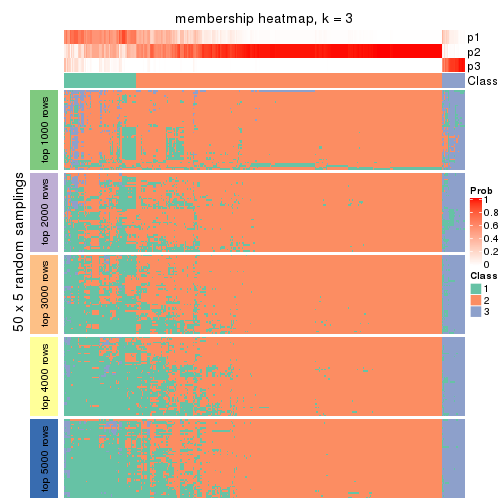 membership heatmap, k = 3
p1
p2
p3
Class
50 x 5 random samplings
top 1000 rows
top 2000 rows
top 3000 rows
top 4000 rows
top 5000 rows
Prob
1
0.8
0.6
0.4
0.2
0
Class
1
2
3